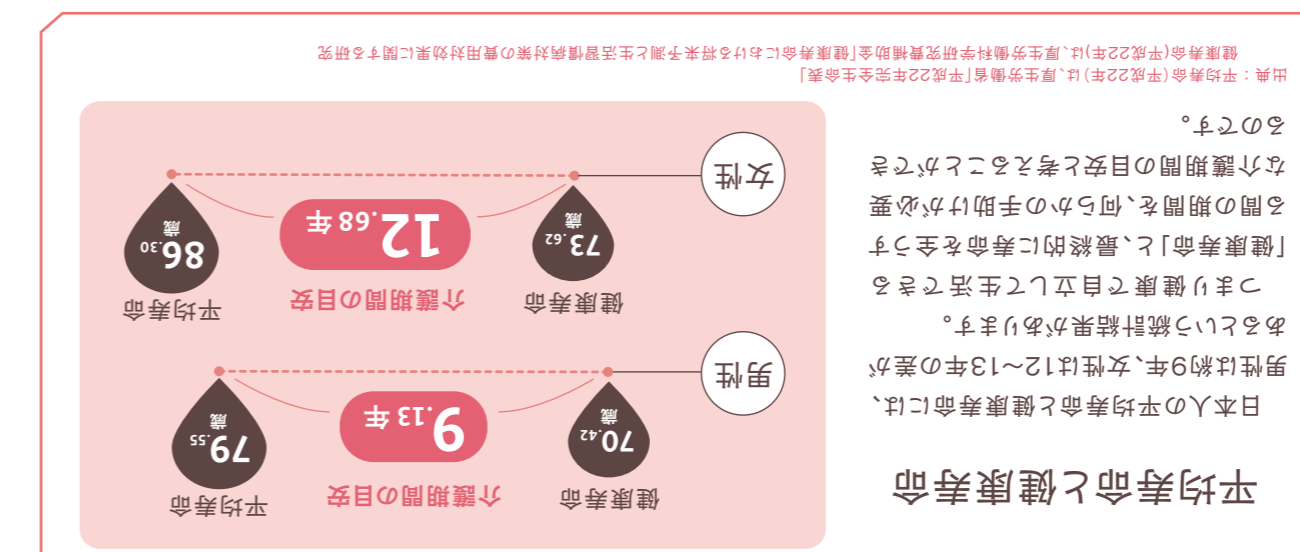 平均寿命と健康寿命
日本人の平均寿命と健康寿命には、
男性は約9年、女性は12〜13年の差が
あるという統計結果があります。
つまり健康で自立して生活できる
「健康寿命」と、最終的に寿命を全うす
る間の期間を、何らかの手助けが必要
な介護期間の目安と考えることができ
るのです。
健康寿命
介護期間の目安
平均寿命
男性
70.42
歳
9.13年
79.55
歳
健康寿命
介護期間の目安
平均寿命
女性
73.62
歳
12.68年
86.30
歳
出典：平均寿命(平成22年)は、厚生労働省「平成22年完全生命表」
健康寿命(平成22年)は、厚生労働科学研究費補助金「健康寿命における将来予測と生活習慣病対策の費用対効果に関する研究